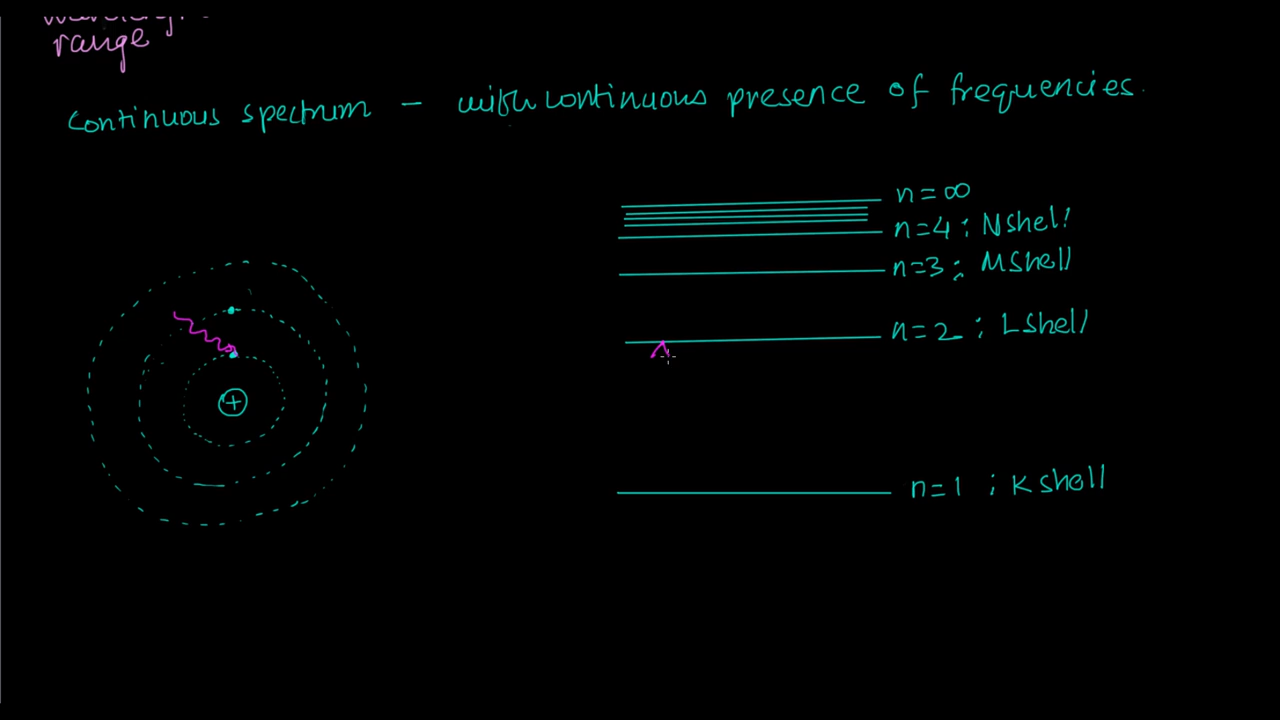 range
continuous spectrum - with continuous presence of frequencies.
n=∞
n=4 : N shell
n=3 : M shell
n=2 ; L shell
+
n=1 ; K shell